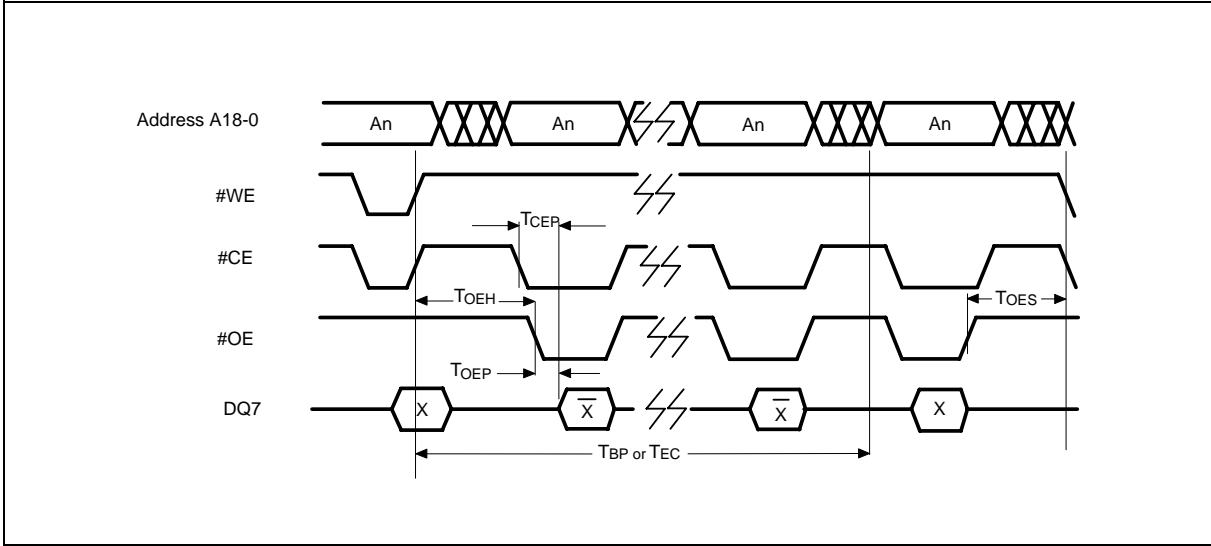 Address A18-0
An An An An
#WE
TCEP
#CE
TOEH TOES
#OE
TOEP
DQ7
X X̅ X̅ X
TBP or TEC